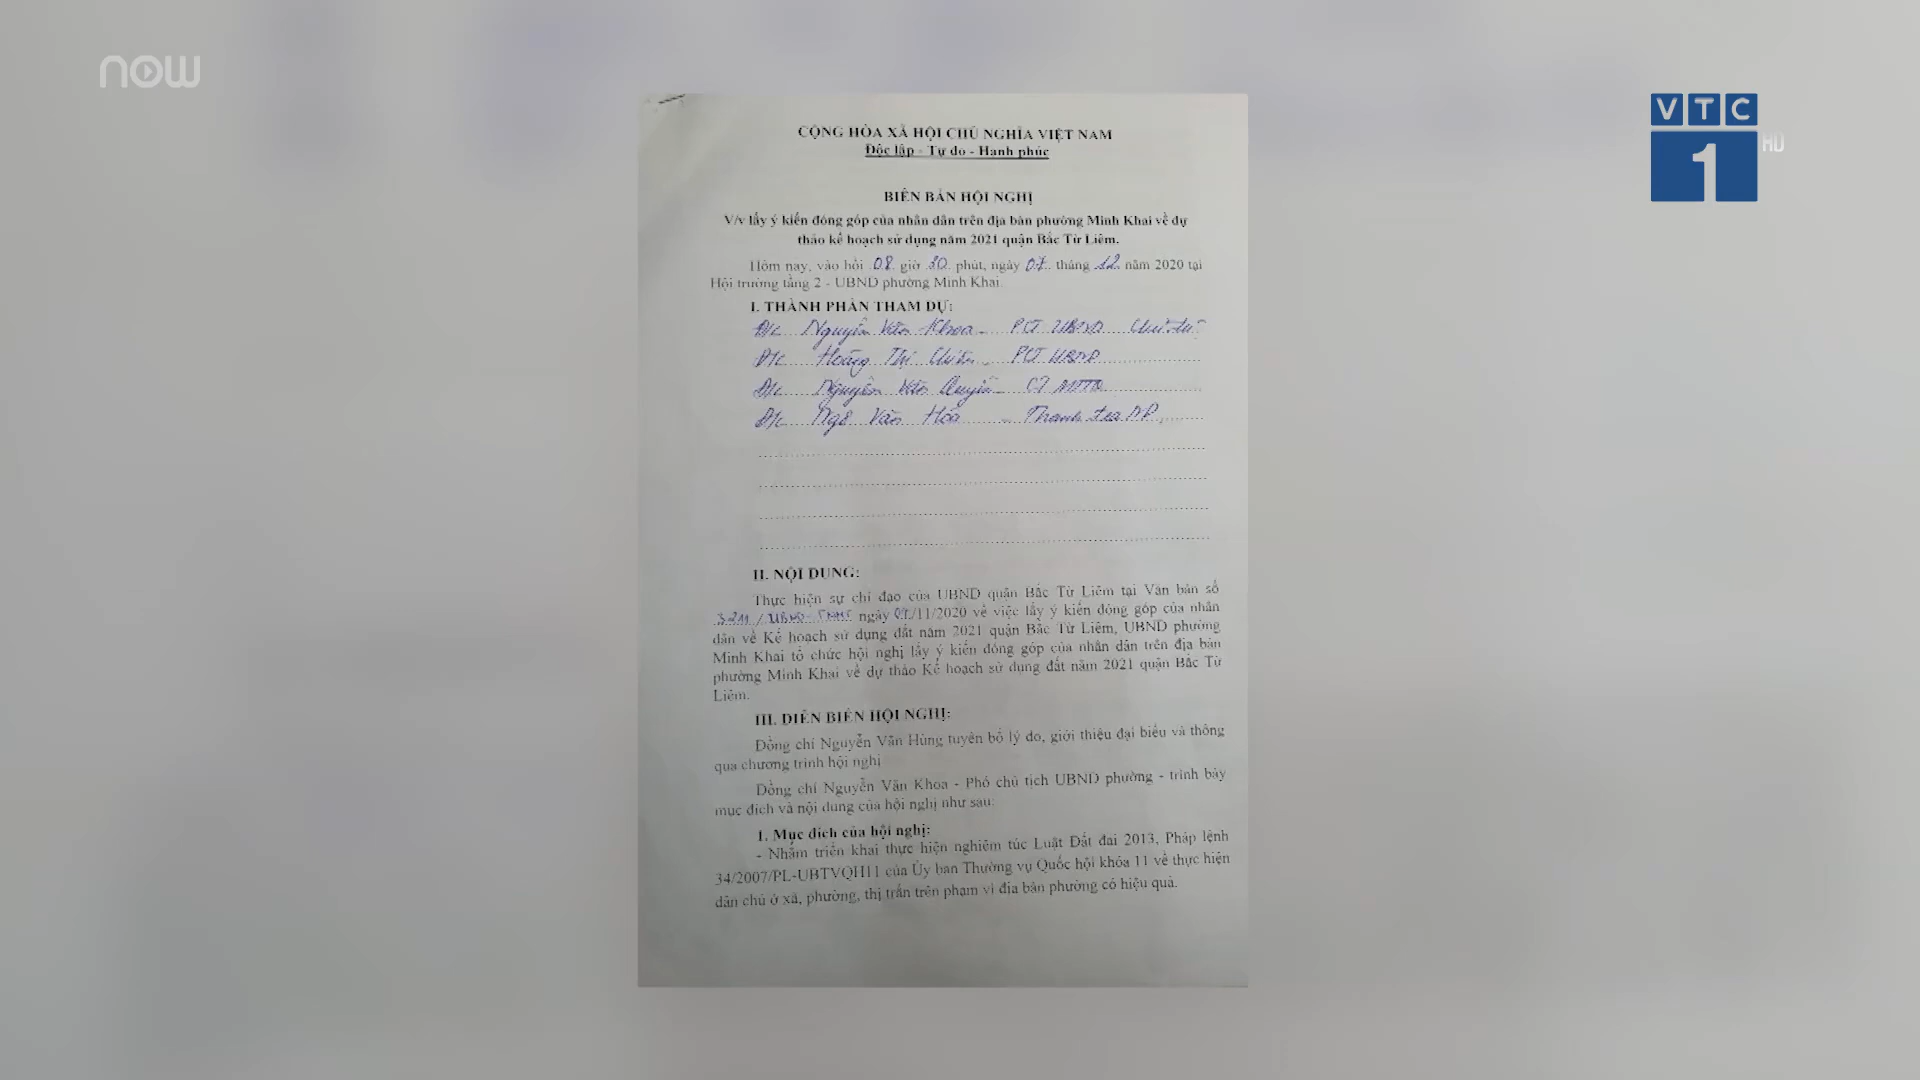 now
VTC
1
HD
CỘNG HÒA XÃ HỘI CHỦ NGHĨA VIỆT NAM
Độc lập - Tự do - Hạnh phúc
BIÊN BẢN HỘI NGHỊ
V/v lấy ý kiến đóng góp của nhân dân trên địa bàn phường Minh Khai về dự
thảo kế hoạch sử dụng năm 2021 quận Bắc Từ Liêm.
Hôm nay, vào hồi 08 giờ 30 phút, ngày 07 tháng 12 năm 2020 tại
Hội trường tầng 2 - UBND phường Minh Khai.
I. THÀNH PHẦN THAM DỰ:
Đ/c Nguyễn Văn Khoa - PCT UBND
Đ/c Hoàng Thị - PCT UBND
Đ/c Nguyễn Văn - CT MTTQ
Đ/c Ngô Văn Hóa - Thanh tra ND
II. NỘI DUNG:
Thực hiện sự chỉ đạo của UBND quận Bắc Từ Liêm tại Văn bản số
/UBND-TNMT ngày /11/2020 về việc lấy ý kiến đóng góp của nhân
dân về Kế hoạch sử dụng đất năm 2021 quận Bắc Từ Liêm, UBND phường
Minh Khai tổ chức hội nghị lấy ý kiến đóng góp của nhân dân trên địa bàn
phường Minh Khai về dự thảo Kế hoạch sử dụng đất năm 2021 quận Bắc Từ
Liêm.
III. DIỄN BIẾN HỘI NGHỊ:
Đồng chí Nguyễn Văn Hùng tuyên bố lý do, giới thiệu đại biểu và thông
qua chương trình hội nghị
Đồng chí Nguyễn Văn Khoa - Phó chủ tịch UBND phường - trình bày
mục đích và nội dung của hội nghị như sau:
1. Mục đích của hội nghị:
- Nhằm triển khai thực hiện nghiêm túc Luật Đất đai 2013, Pháp lệnh
34/2007/PL-UBTVQH11 của Ủy ban Thường vụ Quốc hội khóa 11 về thực hiện
dân chủ ở xã, phường, thị trấn trên phạm vi địa bàn phường có hiệu quả.